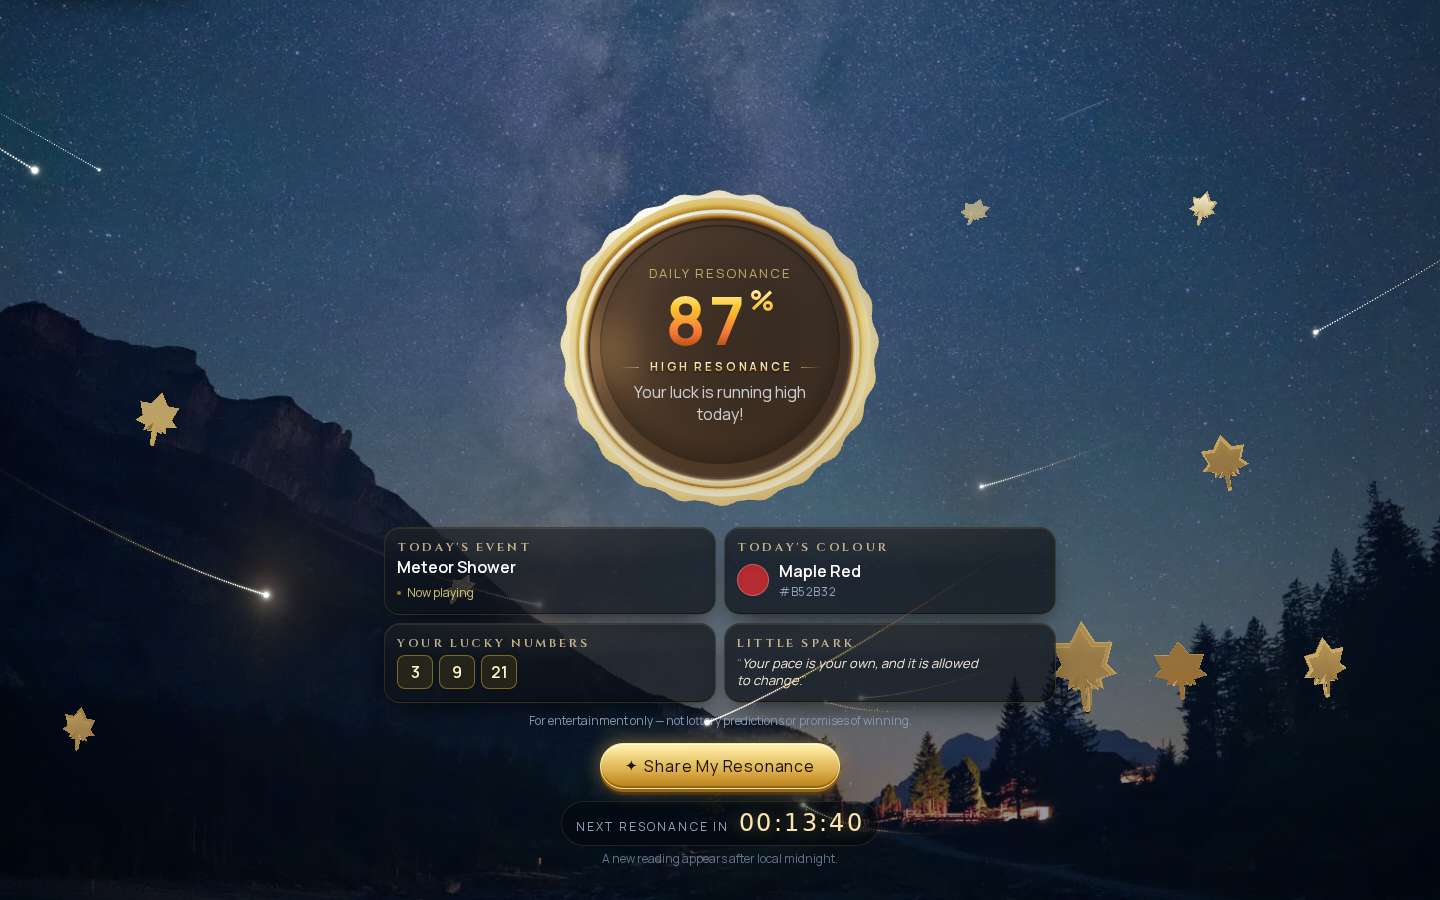 DAILY RESONANCE
87%
HIGH RESONANCE
Your luck is running high
today!
TODAY'S EVENT
Meteor Shower
Now playing
TODAY'S COLOUR
Maple Red
#B52B32
YOUR LUCKY NUMBERS
3 9 21
LITTLE SPARK
"Your pace is your own, and it is allowed
to change."
For entertainment only — not lottery predictions or promises of winning.
✦ Share My Resonance
NEXT RESONANCE IN 00:13:40
A new reading appears after local midnight.